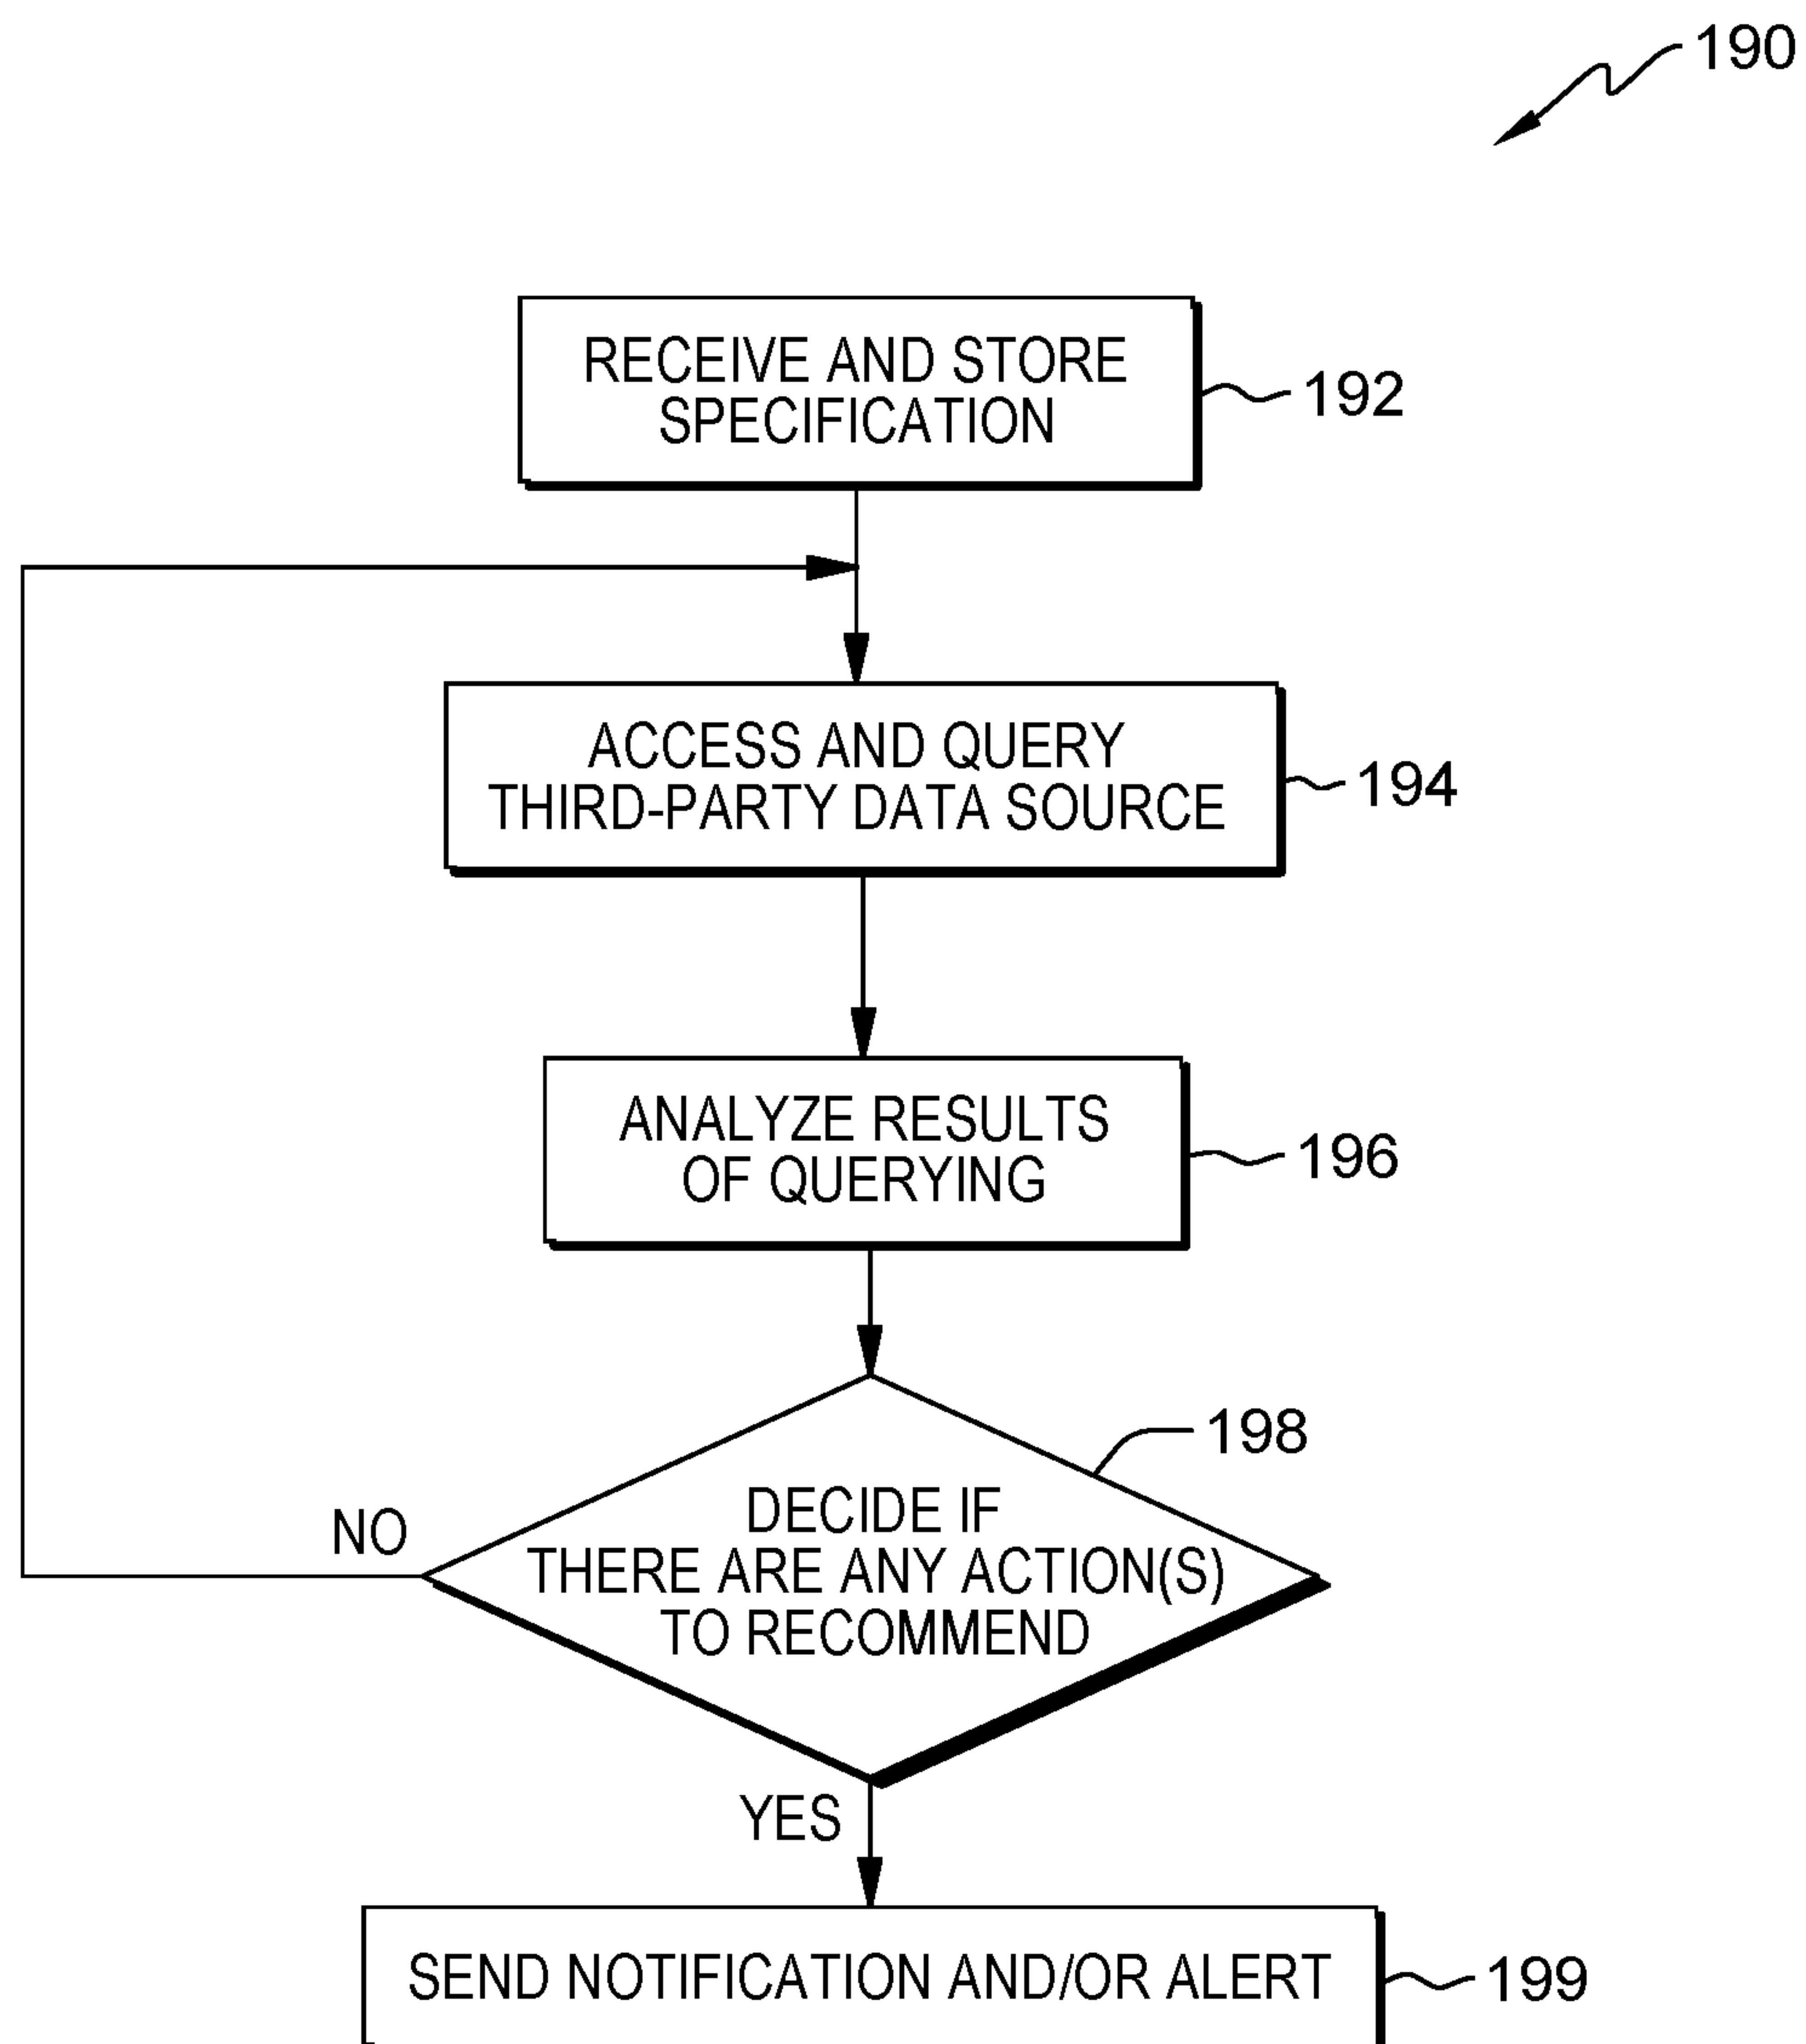 190
RECEIVE AND STORE
SPECIFICATION
192
ACCESS AND QUERY
THIRD-PARTY DATA SOURCE
194
ANALYZE RESULTS
OF QUERYING
196
198
DECIDE IF
THERE ARE ANY ACTION(S)
TO RECOMMEND
NO
YES
SEND NOTIFICATION AND/OR ALERT
199